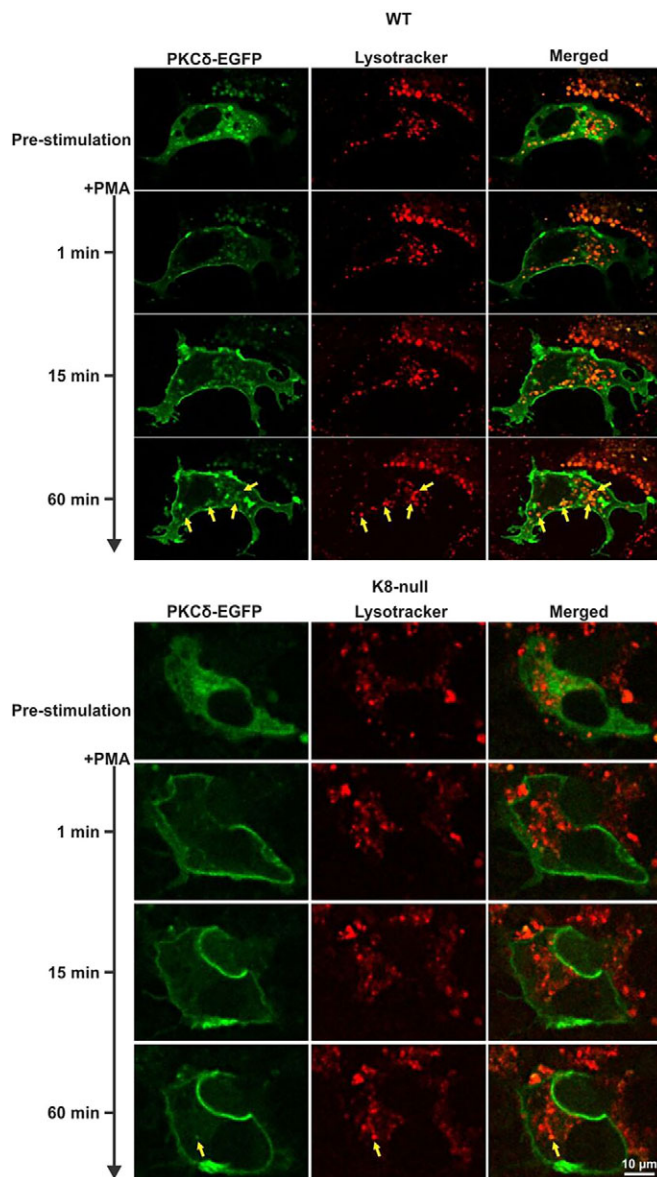 WT
PKCδ-EGFP Lysotracker Merged
Pre-stimulation
+PMA
1 min
15 min
60 min
K8-null
PKCδ-EGFP Lysotracker Merged
Pre-stimulation
+PMA
1 min
15 min
60 min
10 µm